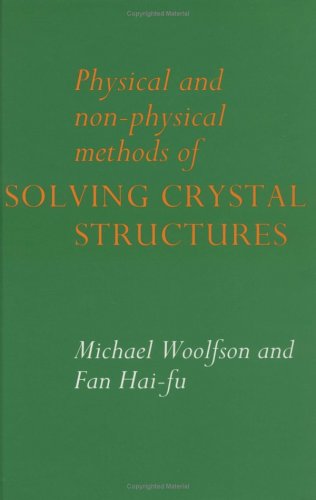 Physical and
non-physical
methods of
SOLVING CRYSTAL
STRUCTURES
Michael Woolfson and
Fan Hai-fu